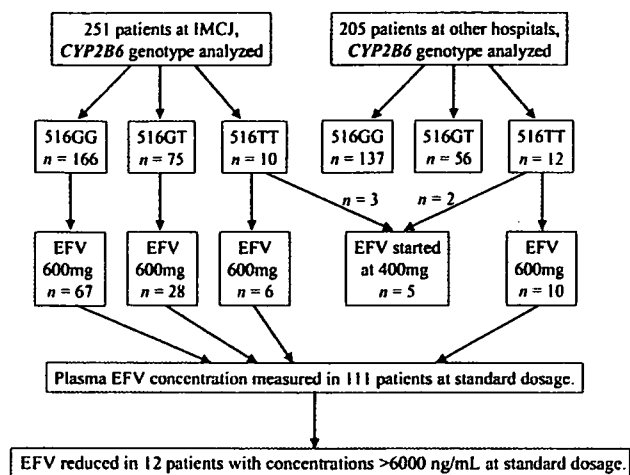 251 patients at IMCJ,
CYP2B6 genotype analyzed
205 patients at other hospitals,
CYP2B6 genotype analyzed
516GG
n = 166
516GT
n = 75
516TT
n = 10
516GG
n = 137
516GT
n = 56
516TT
n = 12
n = 3
n = 2
EFV
600mg
n = 67
EFV
600mg
n = 28
EFV
600mg
n = 6
EFV started
at 400mg
n = 5
EFV
600mg
n = 10
Plasma EFV concentration measured in 111 patients at standard dosage.
EFV reduced in 12 patients with concentrations >6000 ng/mL at standard dosage.